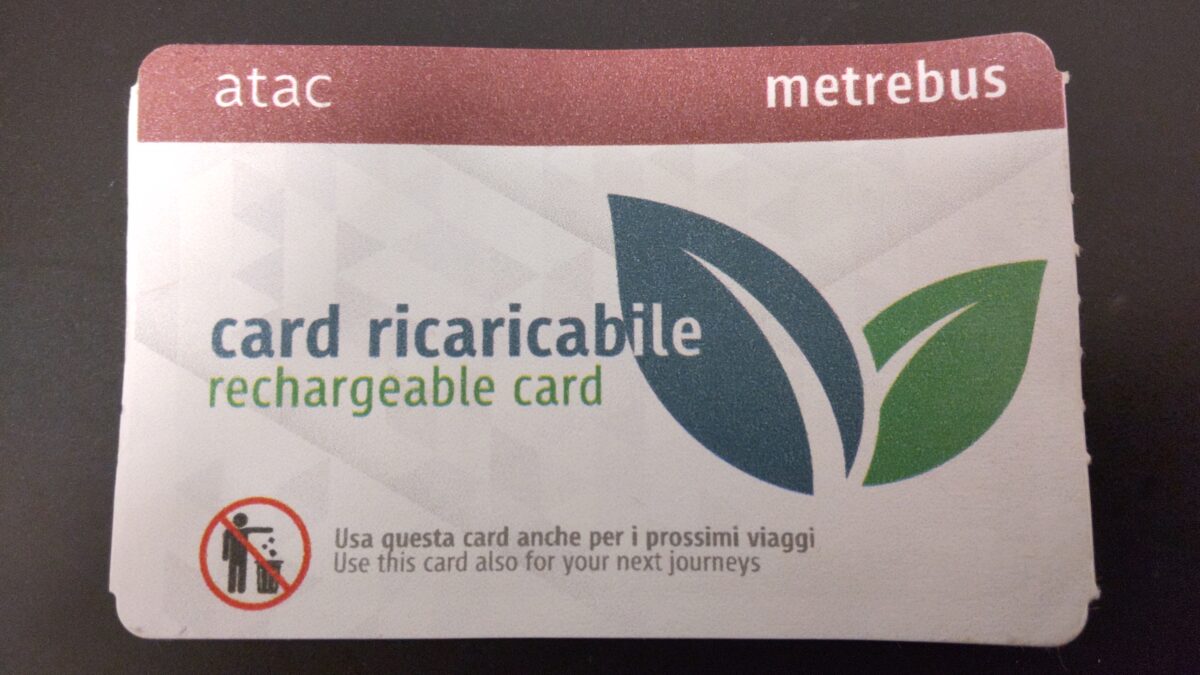 atac metrebus
card ricaricabile
rechargeable card
Usa questa card anche per i prossimi viaggi
Use this card also for your next journeys